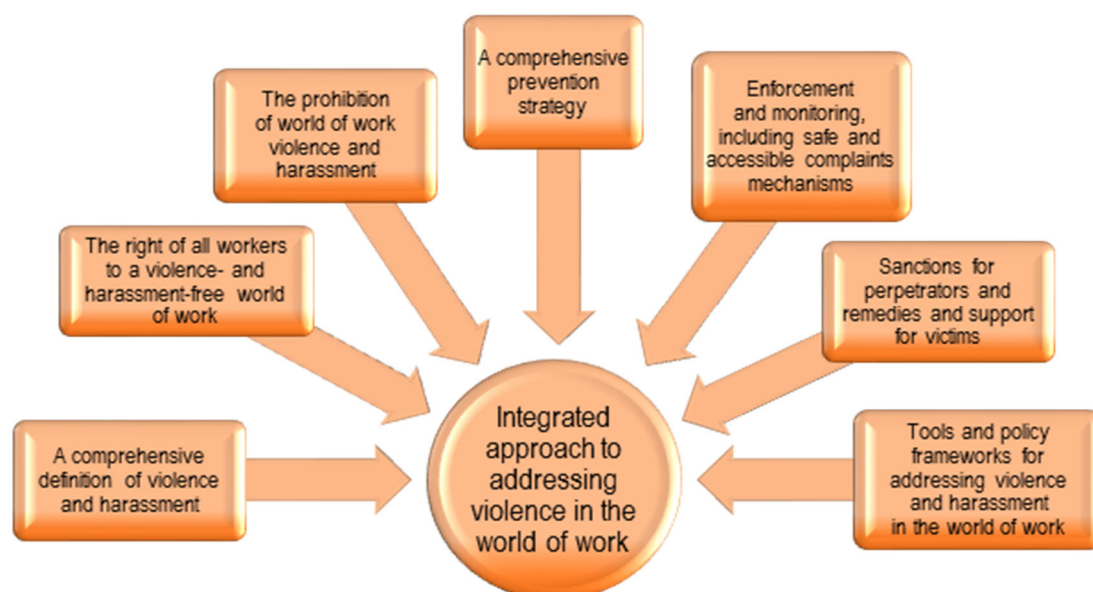 A comprehensive
prevention
strategy
Enforcement
and monitoring,
including safe and
accessible complaints
mechanisms
The prohibition
of world of work
violence and
harassment
The right of all workers
to a violence- and
harassment-free world
of work
Sanctions for
perpetrators and
remedies and support
for victims
A comprehensive
definition of violence
and harassment
Integrated
approach to
addressing
violence in the
world of work
Tools and policy
frameworks for
addressing violence
and harassment
in the world of work